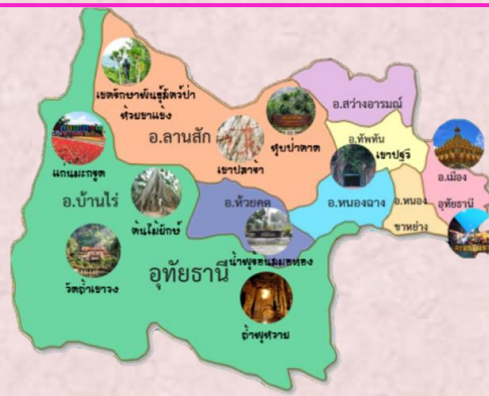 เขตรักษาพันธุ์สัตว์ป่า
ห้วยขาแข้ง
อ.ลานสัก
เขาปลาร้า
หุบป่าตาด
อ.สว่างอารมณ์
อ.ทัพทัน
เขาปฐวี
อ.เมือง
อุทัยธานี
แก่นมะกรูด
อ.บ้านไร่
ต้นไม้ยักษ์
อ.ห้วยคต
อ.หนองฉาง
อ.หนอง
ขาหย่าง
วัดถ้ำเขาวง
อุทัยธานี
น้ำพุร้อนสมอทอง
ถ้ำพุหวาย